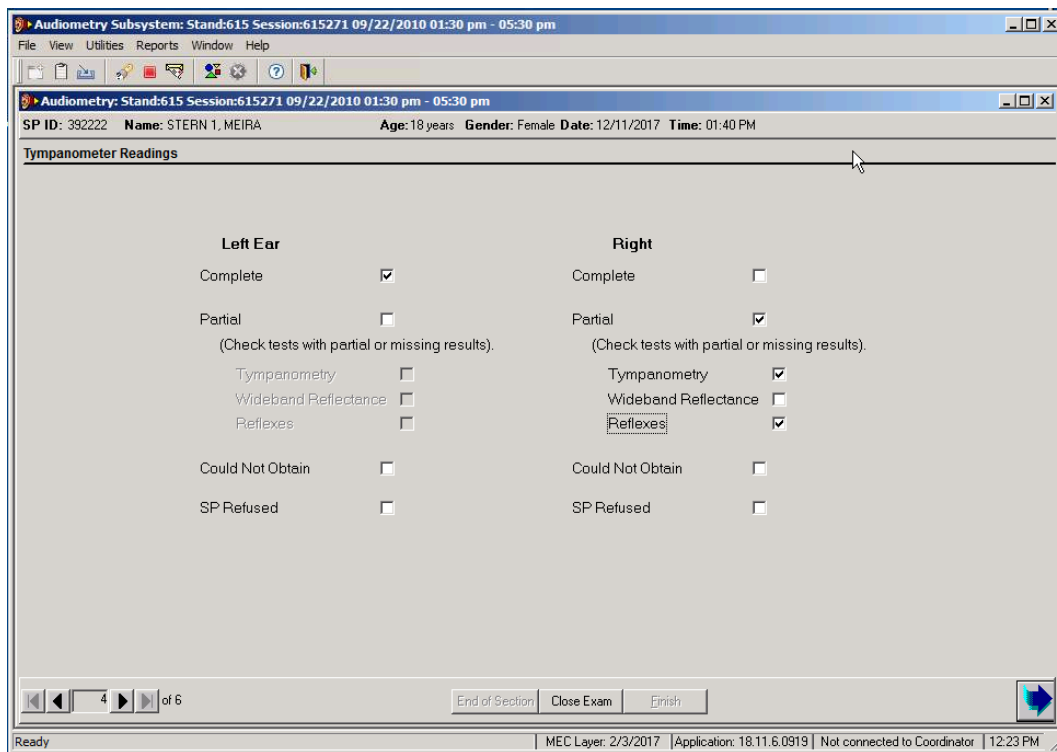 Audiometry Subsystem: Stand:615 Session:615271 09/22/2010 01:30 pm - 05:30 pm
File View Utilities Reports Window Help
Audiometry: Stand:615 Session:615271 09/22/2010 01:30 pm - 05:30 pm
SP ID: 392222 Name: STERN 1, MEIRA Age: 18 years Gender: Female Date: 12/11/2017 Time: 01:40 PM
Tympanometer Readings
Left Ear Right
Complete Complete
Partial Partial
(Check tests with partial or missing results). (Check tests with partial or missing results).
Tympanometry Tympanometry
Wideband Reflectance Wideband Reflectance
Reflexes Reflexes
Could Not Obtain Could Not Obtain
SP Refused SP Refused
4 of 6 End of Section Close Exam Finish
Ready MEC Layer: 2/3/2017 Application: 18.11.6.0919 Not connected to Coordinator 12:23 PM